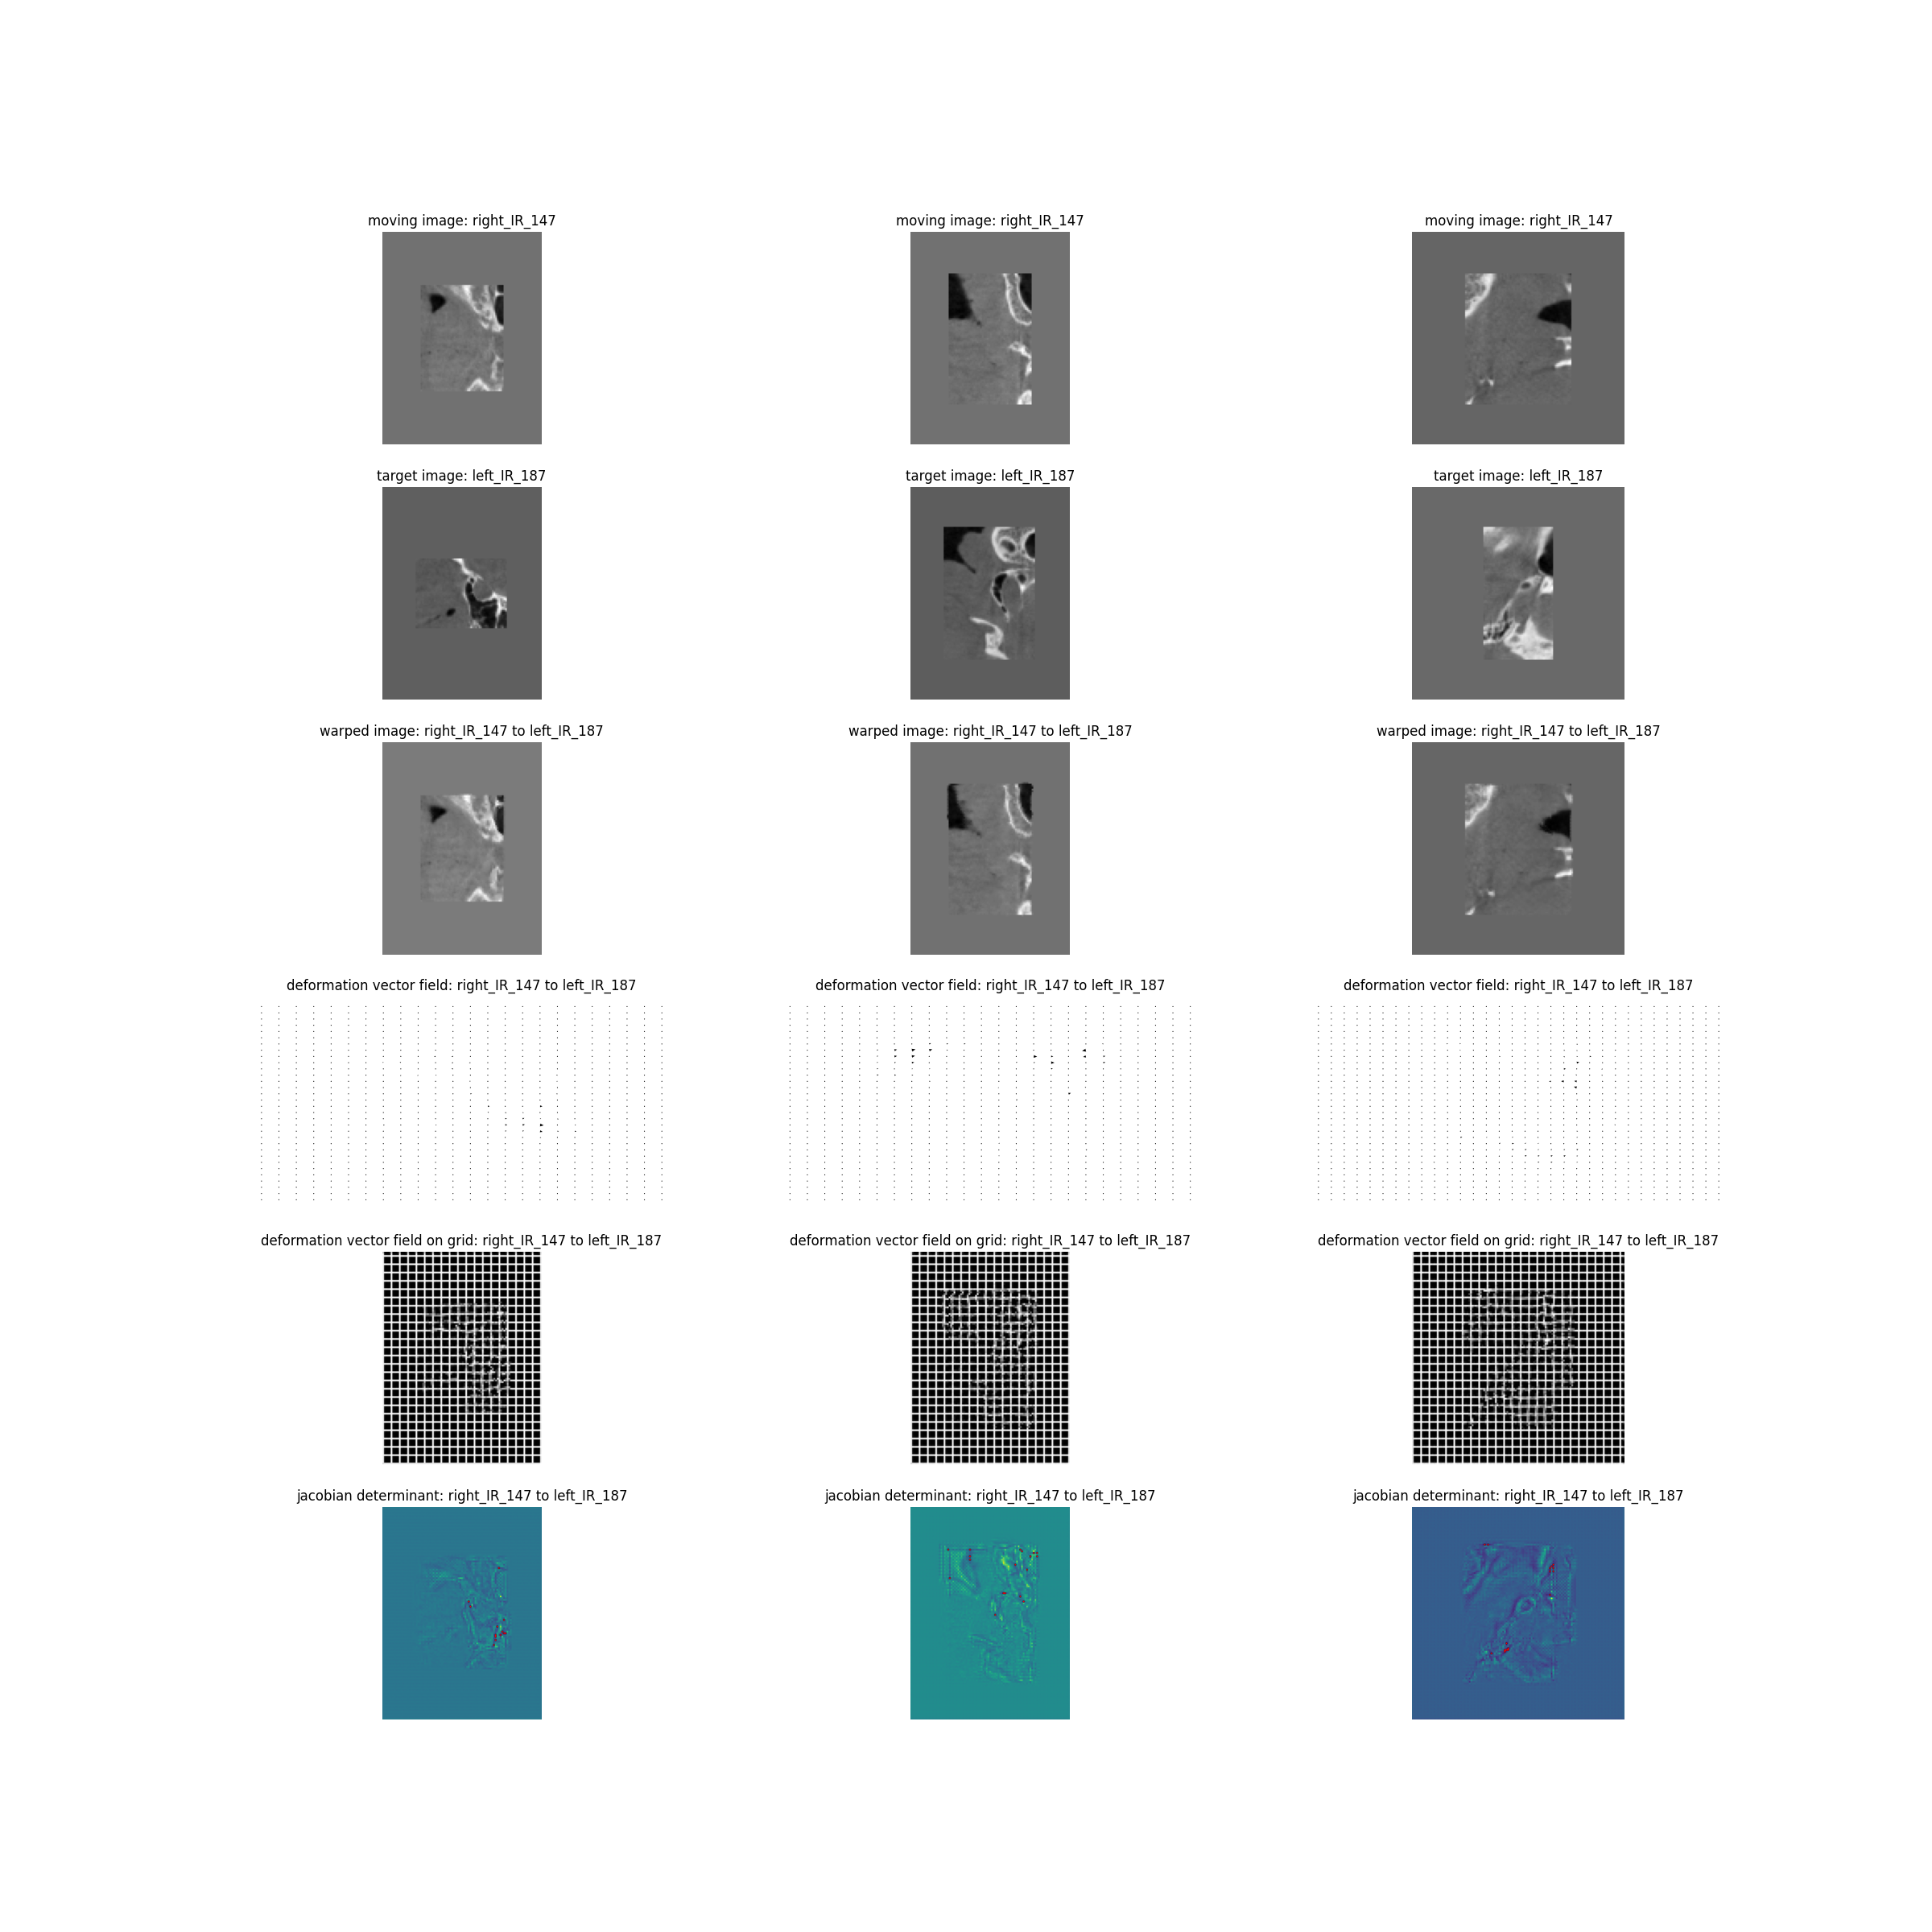 moving image: right_IR_147
moving image: right_IR_147
moving image: right_IR_147
target image: left_IR_187
target image: left_IR_187
target image: left_IR_187
warped image: right_IR_147 to left_IR_187
warped image: right_IR_147 to left_IR_187
warped image: right_IR_147 to left_IR_187
deformation vector field: right_IR_147 to left_IR_187
deformation vector field: right_IR_147 to left_IR_187
deformation vector field: right_IR_147 to left_IR_187
deformation vector field on grid: right_IR_147 to left_IR_187
deformation vector field on grid: right_IR_147 to left_IR_187
deformation vector field on grid: right_IR_147 to left_IR_187
jacobian determinant: right_IR_147 to left_IR_187
jacobian determinant: right_IR_147 to left_IR_187
jacobian determinant: right_IR_147 to left_IR_187